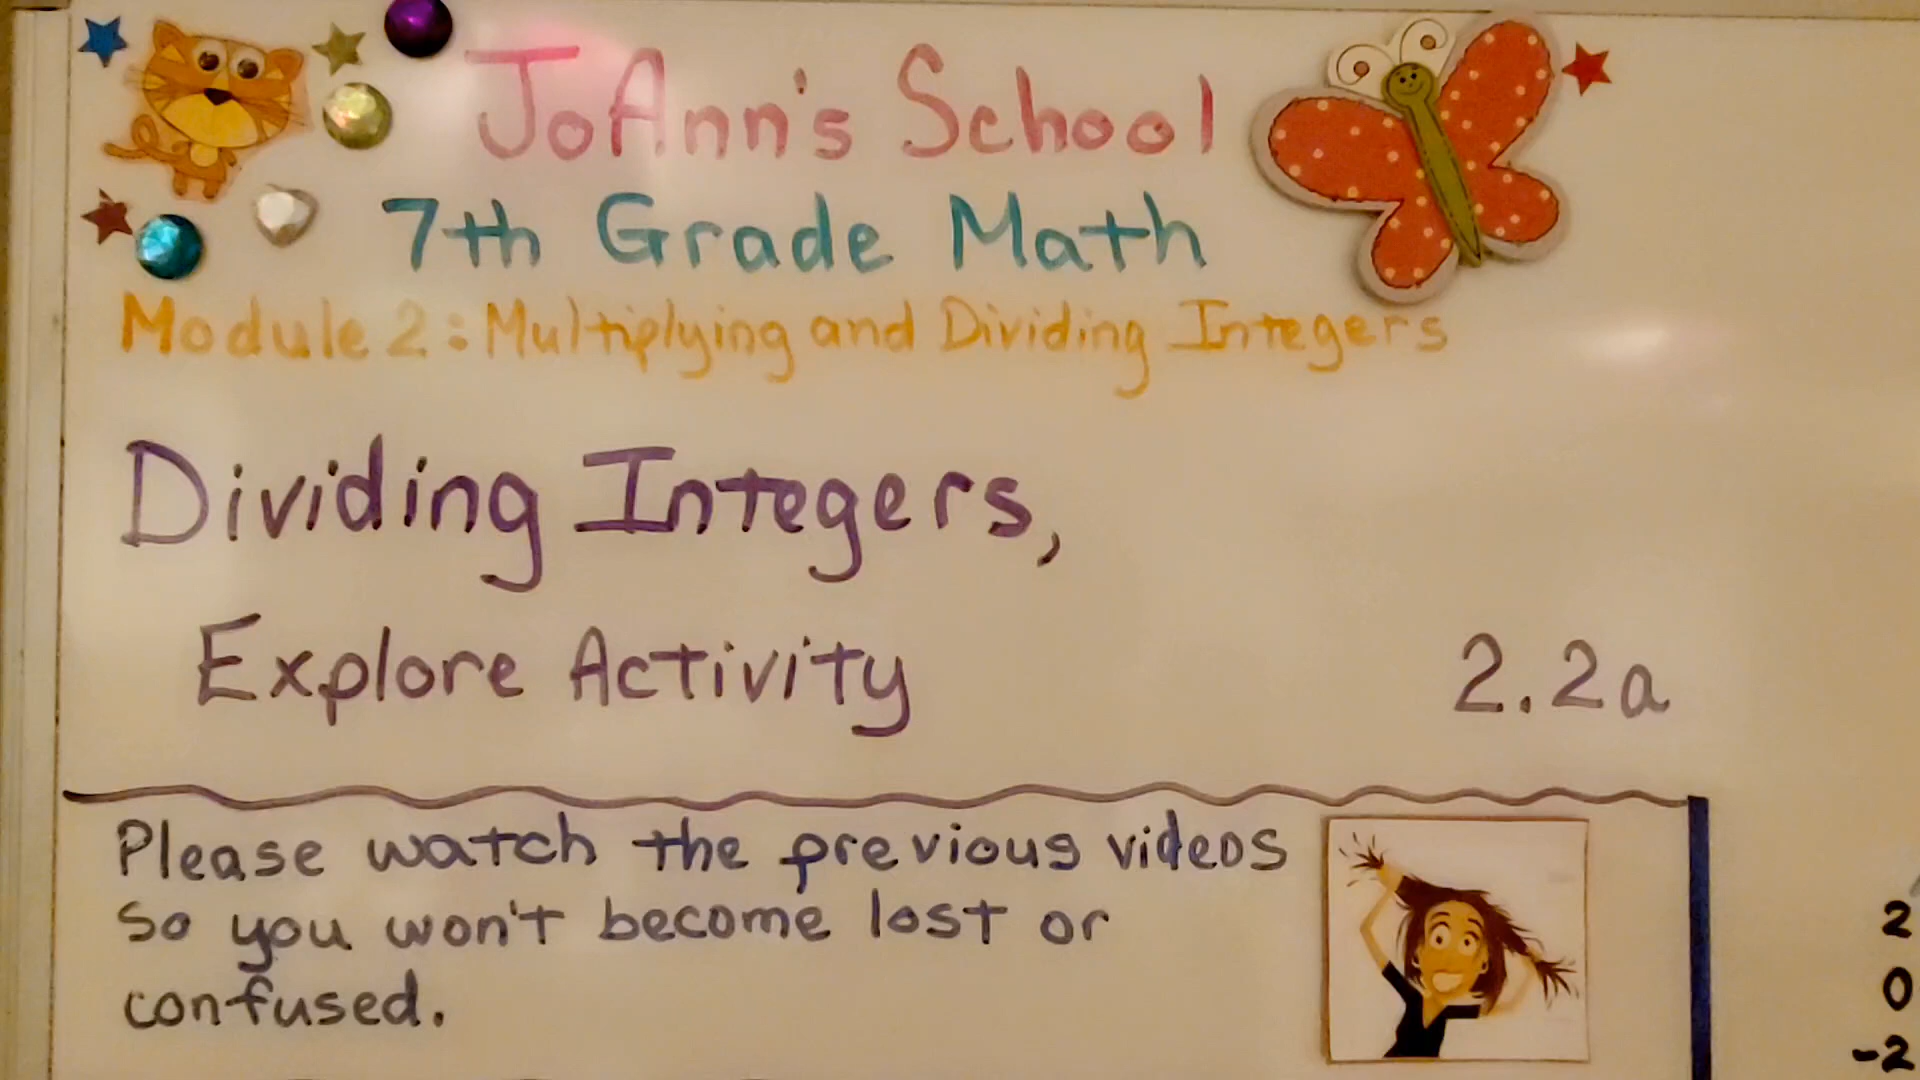 JoAnn's School
7th Grade Math
Module 2: Multiplying and Dividing Integers
Dividing Integers,
Explore Activity 2.2a
Please watch the previous videos
so you won't become lost or
confused.
2
0
-2